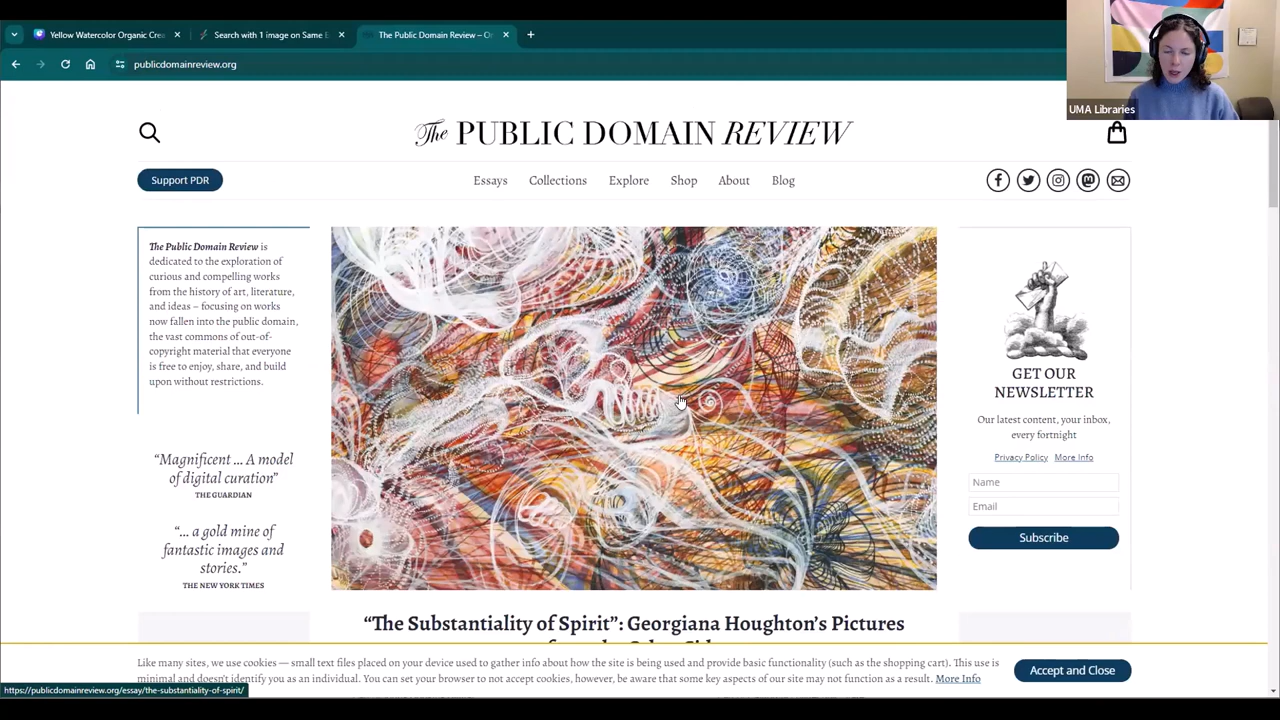 Yellow Watercolor Organic Crea
Search with 1 image on Same E
The Public Domain Review – On
publicdomainreview.org
UMA Libraries
The PUBLIC DOMAIN REVIEW
Support PDR
Essays
Collections
Explore
Shop
About
Blog
The Public Domain Review is
dedicated to the exploration of
curious and compelling works
from the history of art, literature,
and ideas – focusing on works
now fallen into the public domain,
the vast commons of out-of-
copyright material that everyone
is free to enjoy, share, and build
upon without restrictions.
“Magnificent ... A model
of digital curation”
THE GUARDIAN
“... a gold mine of
fantastic images and
stories.”
THE NEW YORK TIMES
GET OUR
NEWSLETTER
Our latest content, your inbox,
every fortnight
Privacy Policy More Info
Name
Email
Subscribe
“The Substantiality of Spirit”: Georgiana Houghton’s Pictures
Like many sites, we use cookies — small text files placed on your device used to gather info about how the site is being used and provide basic functionality (such as the shopping cart). This use is
minimal and doesn't identify you as an individual. You can set your browser to not accept cookies, however, be aware that some key aspects of our site may not function as a result. More Info
Accept and Close
https://publicdomainreview.org/essay/the-substantiality-of-spirit/